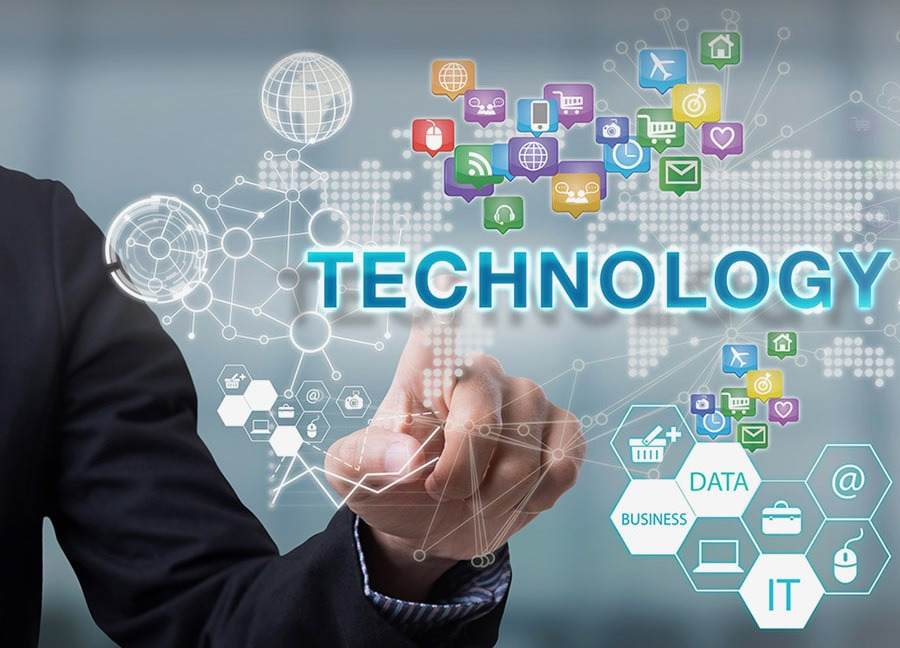 TECHNOLOGY
DATA
BUSINESS
@
IT
@